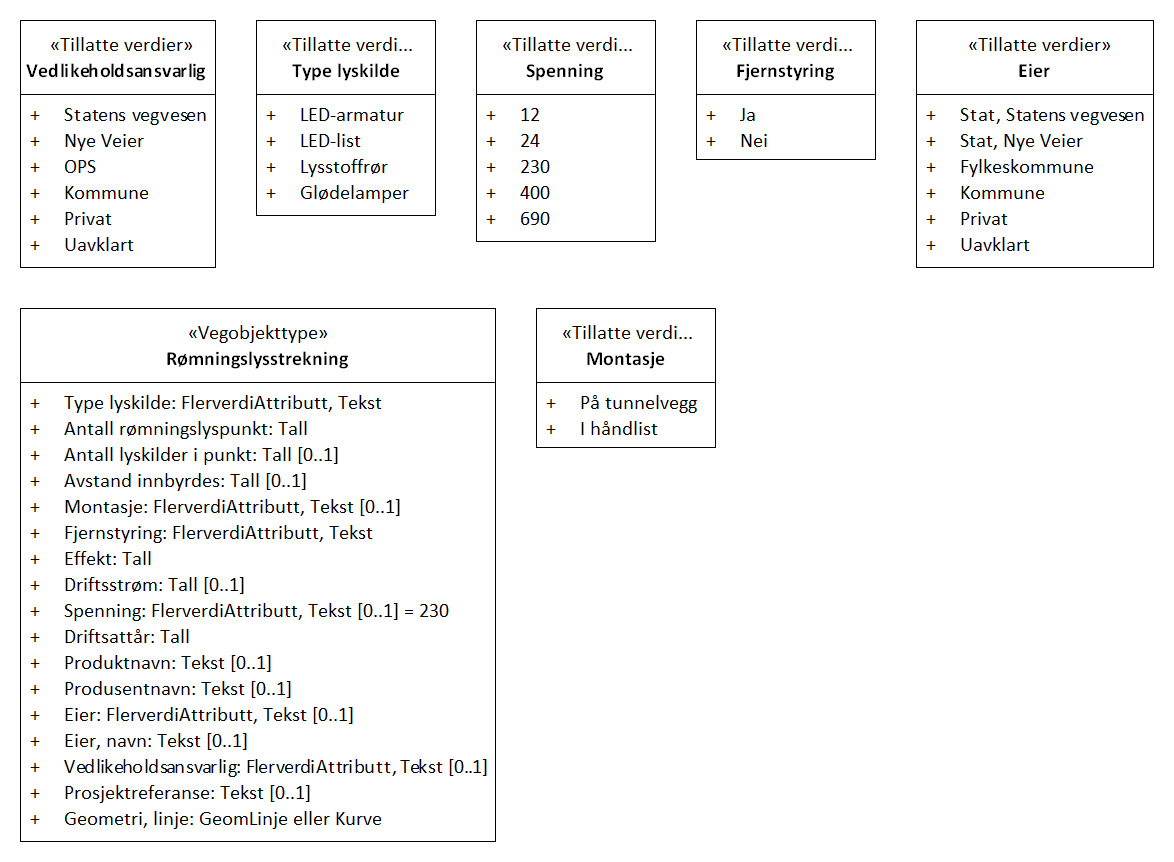 «Tillatte verdier»
Vedlikeholdsansvarlig
+ Statens vegvesen
+ Nye Veier
+ OPS
+ Kommune
+ Privat
+ Uavklart
«Tillatte verdi...
Type lyskilde
+ LED-armatur
+ LED-list
+ Lysstoffrør
+ Glødelamper
«Tillatte verdi...
Spenning
+ 12
+ 24
+ 230
+ 400
+ 690
«Tillatte verdi...
Fjernstyring
+ Ja
+ Nei
«Tillatte verdier»
Eier
+ Stat, Statens vegvesen
+ Stat, Nye Veier
+ Fylkeskommune
+ Kommune
+ Privat
+ Uavklart
«Vegobjekttype»
Rømningslysstrekning
+ Type lyskilde: FlerverdiAttributt, Tekst
+ Antall rømningslyspunkt: Tall
+ Antall lyskilder i punkt: Tall [0..1]
+ Avstand innbyrdes: Tall [0..1]
+ Montasje: FlerverdiAttributt, Tekst [0..1]
+ Fjernstyring: FlerverdiAttributt, Tekst
+ Effekt: Tall
+ Driftsstrøm: Tall [0..1]
+ Spenning: FlerverdiAttributt, Tekst [0..1] = 230
+ Driftsattår: Tall
+ Produktnavn: Tekst [0..1]
+ Produsentnavn: Tekst [0..1]
+ Eier: FlerverdiAttributt, Tekst [0..1]
+ Eier, navn: Tekst [0..1]
+ Vedlikeholdsansvarlig: FlerverdiAttributt, Tekst [0..1]
+ Prosjektreferanse: Tekst [0..1]
+ Geometri, linje: GeomLinje eller Kurve
«Tillatte verdi...
Montasje
+ På tunnelvegg
+ I håndlist